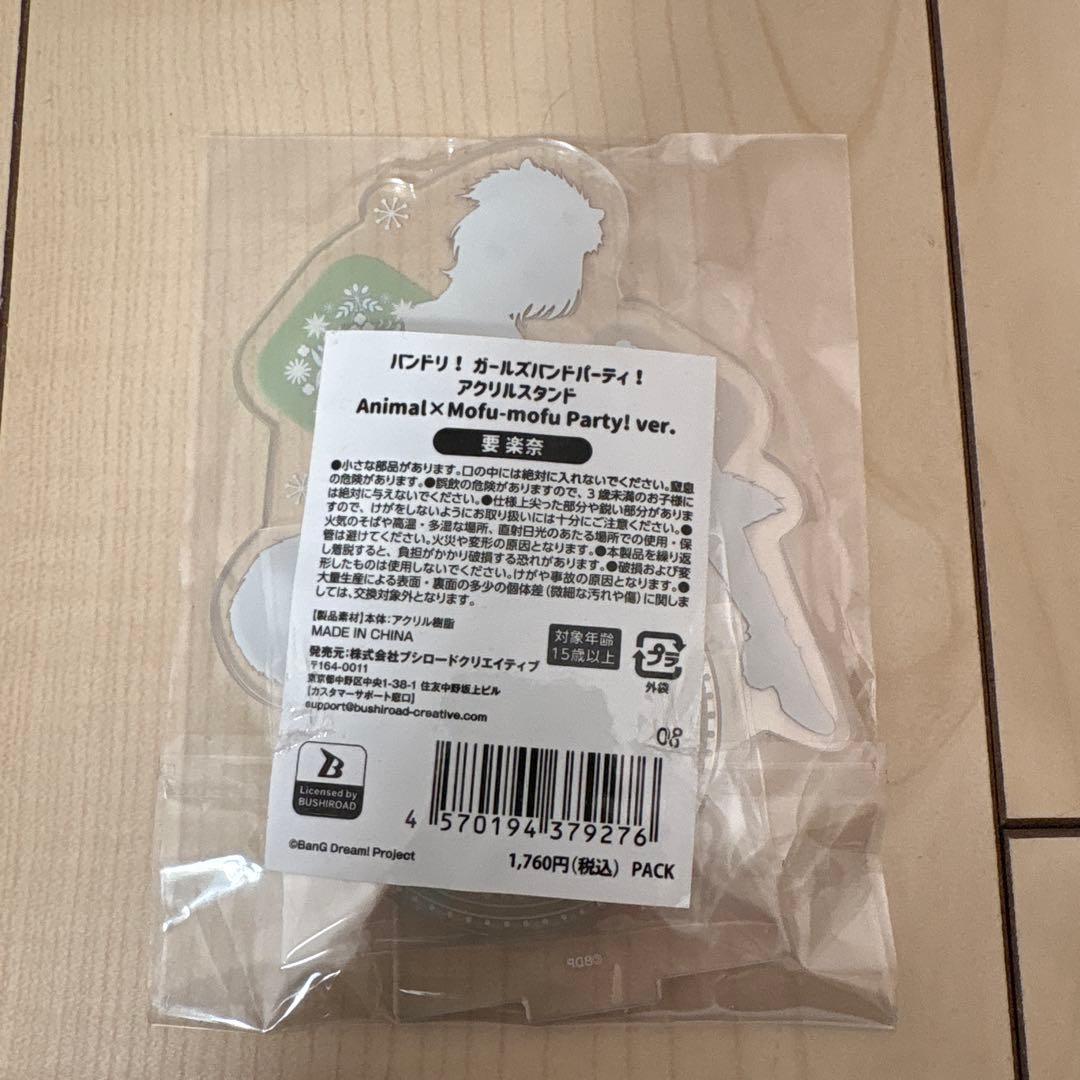 バンドリ！ ガールズバンドパーティ！
アクリルスタンド
Animal×Mofu-mofu Party! ver.
要 楽奈
●小さな部品があります。口の中には絶対に入れないでください。窒息
の危険があります。●誤飲の危険がありますので、3歳未満のお子様に
は絶対に与えないでください。●仕様上尖った部分や鋭い部分がありま
すので、けがをしないようにお取り扱いには十分にご注意ください。●
火気のそばや高温・多湿な場所、直射日光のあたる場所での使用・保
管は避けてください。火災や変形の原因となります。●本製品を繰り返
し着脱すると、負担がかかり破損する恐れがあります。●破損および変
形したものは使用しないでください。けがや事故の原因となります。●
大量生産による表面・裏面の多少の個体差（微細な汚れや傷）に関しま
しては、交換対象外となります。
【製品素材】本体：アクリル樹脂
MADE IN CHINA
対象年齢
15歳以上
プラ
外袋
発売元：株式会社ブシロードクリエイティブ
〒164-0011
東京都中野区中央1-38-1 住友中野坂上ビル
【カスタマーサポート窓口】
support@bushiroad-creative.com
08
B
Licensed by
BUSHIROAD
4 570194 379276
©BanG Dream! Project
1,760円（税込） PACK
©BDP